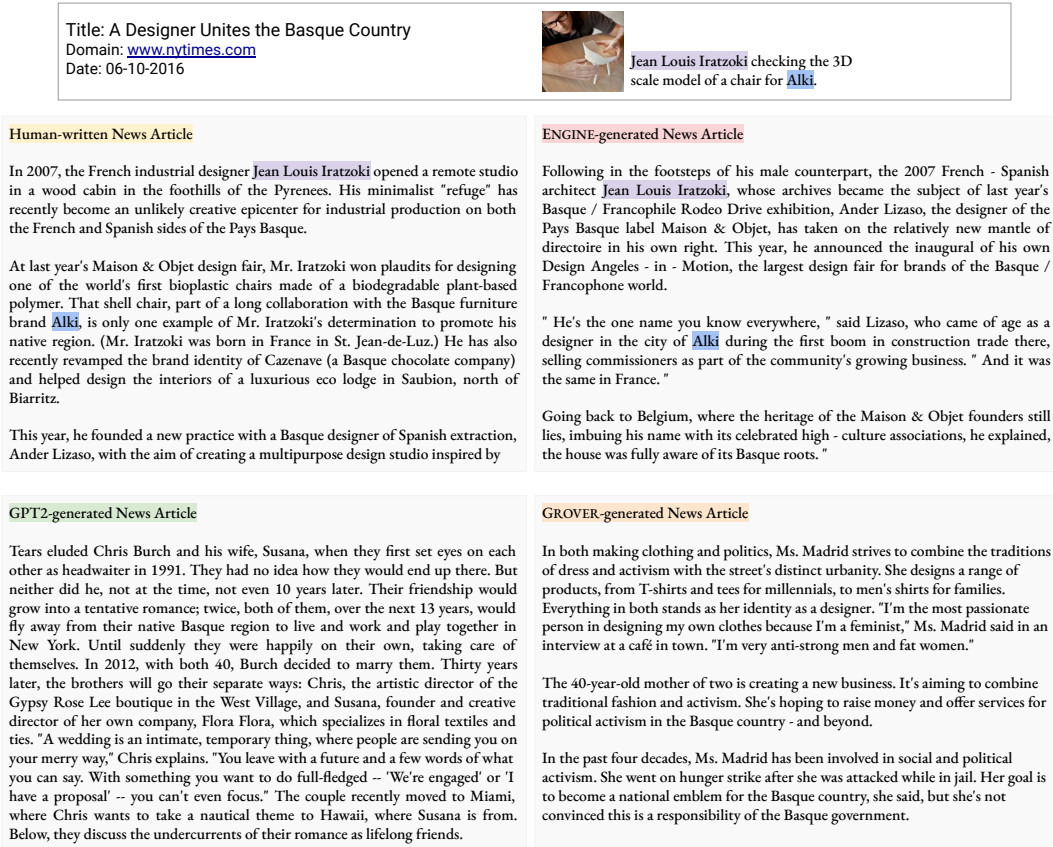 Title: A Designer Unites the Basque Country
Domain: www.nytimes.com
Date: 06-10-2016
Jean Louis Iratzoki checking the 3D
scale model of a chair for Alki.
Human-written News Article
In 2007, the French industrial designer Jean Louis Iratzoki opened a remote studio
in a wood cabin in the foothills of the Pyrenees. His minimalist "refuge" has
recently become an unlikely creative epicenter for industrial production on both
the French and Spanish sides of the Pays Basque.
At last year's Maison & Objet design fair, Mr. Iratzoki won plaudits for designing
one of the world's first bioplastic chairs made of a biodegradable plant-based
polymer. That shell chair, part of a long collaboration with the Basque furniture
brand Alki, is only one example of Mr. Iratzoki's determination to promote his
native region. (Mr. Iratzoki was born in France in St. Jean-de-Luz.) He has also
recently revamped the brand identity of Cazenave (a Basque chocolate company)
and helped design the interiors of a luxurious eco lodge in Saubion, north of
Biarritz.
This year, he founded a new practice with a Basque designer of Spanish extraction,
Ander Lizaso, with the aim of creating a multipurpose design studio inspired by
ENGINE-generated News Article
Following in the footsteps of his male counterpart, the 2007 French - Spanish
architect Jean Louis Iratzoki, whose archives became the subject of last year's
Basque / Francophile Rodeo Drive exhibition, Ander Lizaso, the designer of the
Pays Basque label Maison & Objet, has taken on the relatively new mantle of
directoire in his own right. This year, he announced the inaugural of his own
Design Angeles - in - Motion, the largest design fair for brands of the Basque /
Francophone world.
" He's the one name you know everywhere, " said Lizaso, who came of age as a
designer in the city of Alki during the first boom in construction trade there,
selling commissioners as part of the community's growing business. " And it was
the same in France. "
Going back to Belgium, where the heritage of the Maison & Objet founders still
lies, imbuing his name with its celebrated high - culture associations, he explained,
the house was fully aware of its Basque roots. "
GPT2-generated News Article
Tears eluded Chris Burch and his wife, Susana, when they first set eyes on each
other as headwaiter in 1991. They had no idea how they would end up there. But
neither did he, not at the time, not even 10 years later. Their friendship would
grow into a tentative romance; twice, both of them, over the next 13 years, would
fly away from their native Basque region to live and work and play together in
New York. Until suddenly they were happily on their own, taking care of
themselves. In 2012, with both 40, Burch decided to marry them. Thirty years
later, the brothers will go their separate ways: Chris, the artistic director of the
Gypsy Rose Lee boutique in the West Village, and Susana, founder and creative
director of her own company, Flora Flora, which specializes in floral textiles and
ties. "A wedding is an intimate, temporary thing, where people are sending you on
your merry way," Chris explains. "You leave with a future and a few words of what
you can say. With something you want to do full-fledged -- 'We're engaged' or 'I
have a proposal' -- you can't even focus." The couple recently moved to Miami,
where Chris wants to take a nautical theme to Hawaii, where Susana is from.
Below, they discuss the undercurrents of their romance as lifelong friends.
GROVER-generated News Article
In both making clothing and politics, Ms. Madrid strives to combine the traditions
of dress and activism with the street's distinct urbanity. She designs a range of
products, from T-shirts and tees for millennials, to men's shirts for families.
Everything in both stands as her identity as a designer. "I'm the most passionate
person in designing my own clothes because I'm a feminist," Ms. Madrid said in an
interview at a café in town. "I'm very anti-strong men and fat women."
The 40-year-old mother of two is creating a new business. It's aiming to combine
traditional fashion and activism. She's hoping to raise money and offer services for
political activism in the Basque country - and beyond.
In the past four decades, Ms. Madrid has been involved in social and political
activism. She went on hunger strike after she was attacked while in jail. Her goal is
to become a national emblem for the Basque country, she said, but she's not
convinced this is a responsibility of the Basque government.